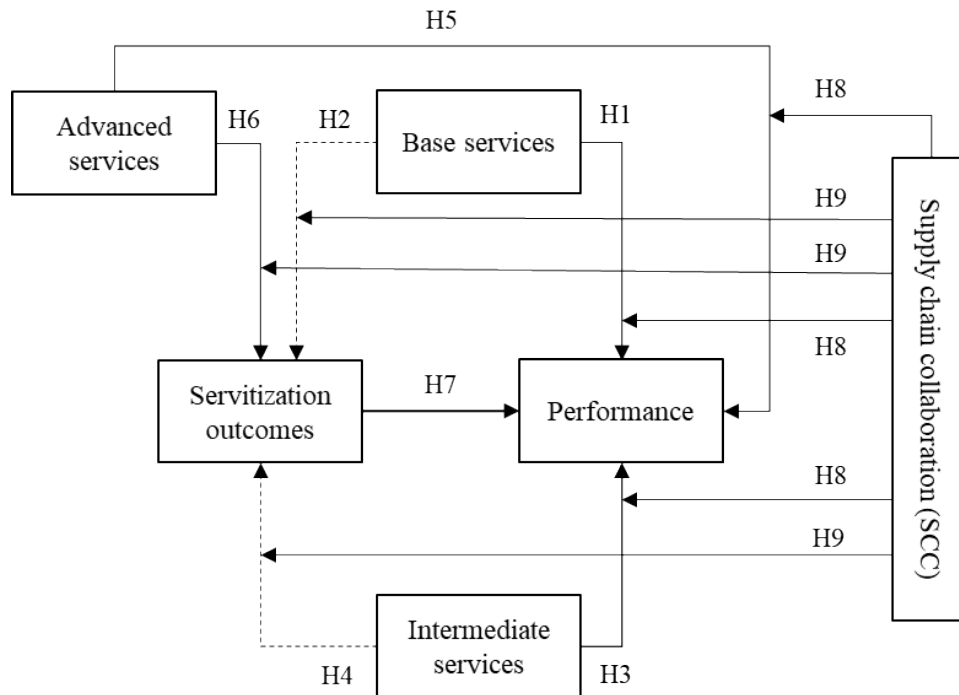 H5
H8
Advanced
services
H6
H2
Base services
H1
H9
H9
H8
Supply chain collaboration (SCC)
Servitization
outcomes
H7
Performance
H8
H9
Intermediate
services
H4
H3